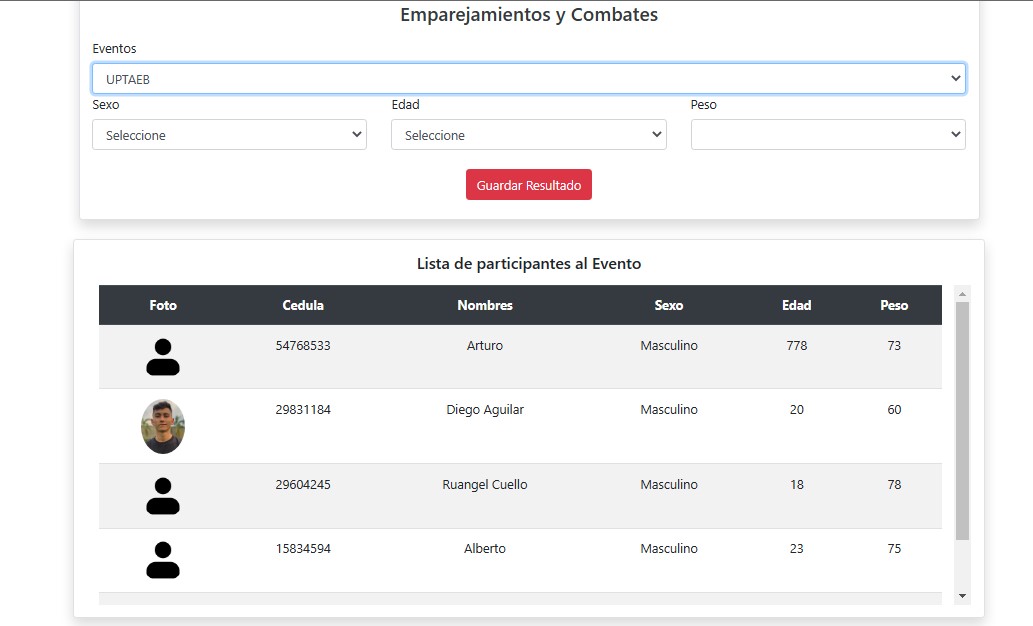 Emparejamientos y Combates
Eventos
UPTAEB
Sexo Edad Peso
Seleccione Seleccione
Guardar Resultado
Lista de participantes al Evento
Foto Cedula Nombres Sexo Edad Peso
54768533 Arturo Masculino 778 73
29831184 Diego Aguilar Masculino 20 60
29604245 Ruangel Cuello Masculino 18 78
15834594 Alberto Masculino 23 75